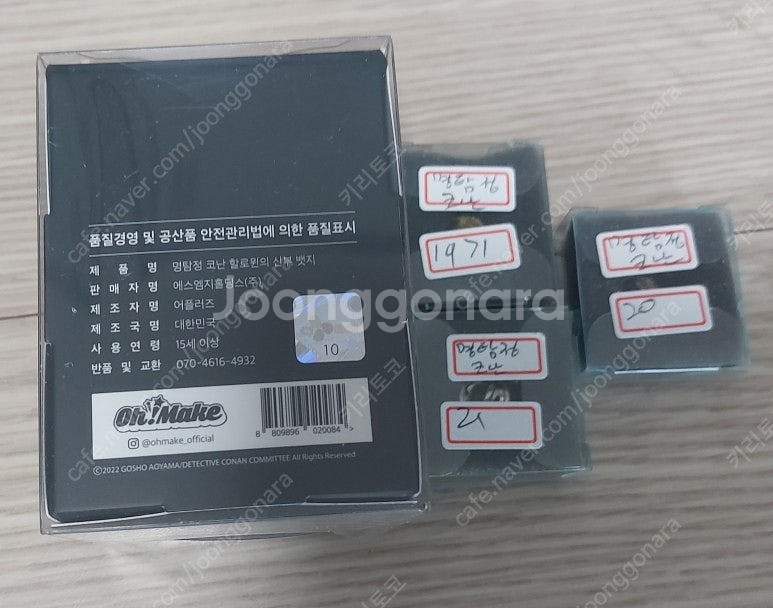 품질경영 및 공산품 안전관리법에 의한 품질표시
제 품 명 명탐정 코난 할로윈의 신부 뱃지
판 매 자 명 에스엠지홀딩스(주)
제 조 자 명 어플러즈
제 조 국 명 대한민국
사 용 연 령 15세 이상
반품 및 교환 070-4616-4932
10
Oh!Make
@ohmake_official
8 809896 020084 >
©2022 GOSHO AOYAMA/DETECTIVE CONAN COMMITTEE All Rights Reserved
명탐정
코난
명탐정
코난
20
명탐정
코난
Joonggonara
cafe.naver.com/joonggonara
키리토코